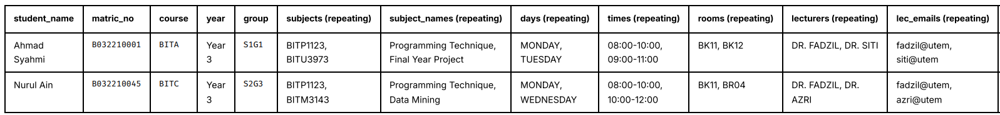 student_name matric_no course year group subjects (repeating) subject_names (repeating) days (repeating) times (repeating) rooms (repeating) lecturers (repeating) lec_emails (repeating)
Ahmad B032210001 BITA Year S1G1 BITP1123, Programming Technique, MONDAY, 08:00-10:00, BK11, BK12 DR. FADZIL, DR. SITI fadzil@utem,
Syahmi 3 BITU3973 Final Year Project TUESDAY 09:00-11:00 siti@utem
Nurul Ain B032210045 BITC Year S2G3 BITP1123, Programming Technique, MONDAY, 08:00-10:00, BK11, BR04 DR. FADZIL, DR. fadzil@utem,
3 BITM3143 Data Mining WEDNESDAY 10:00-12:00 AZRI azri@utem